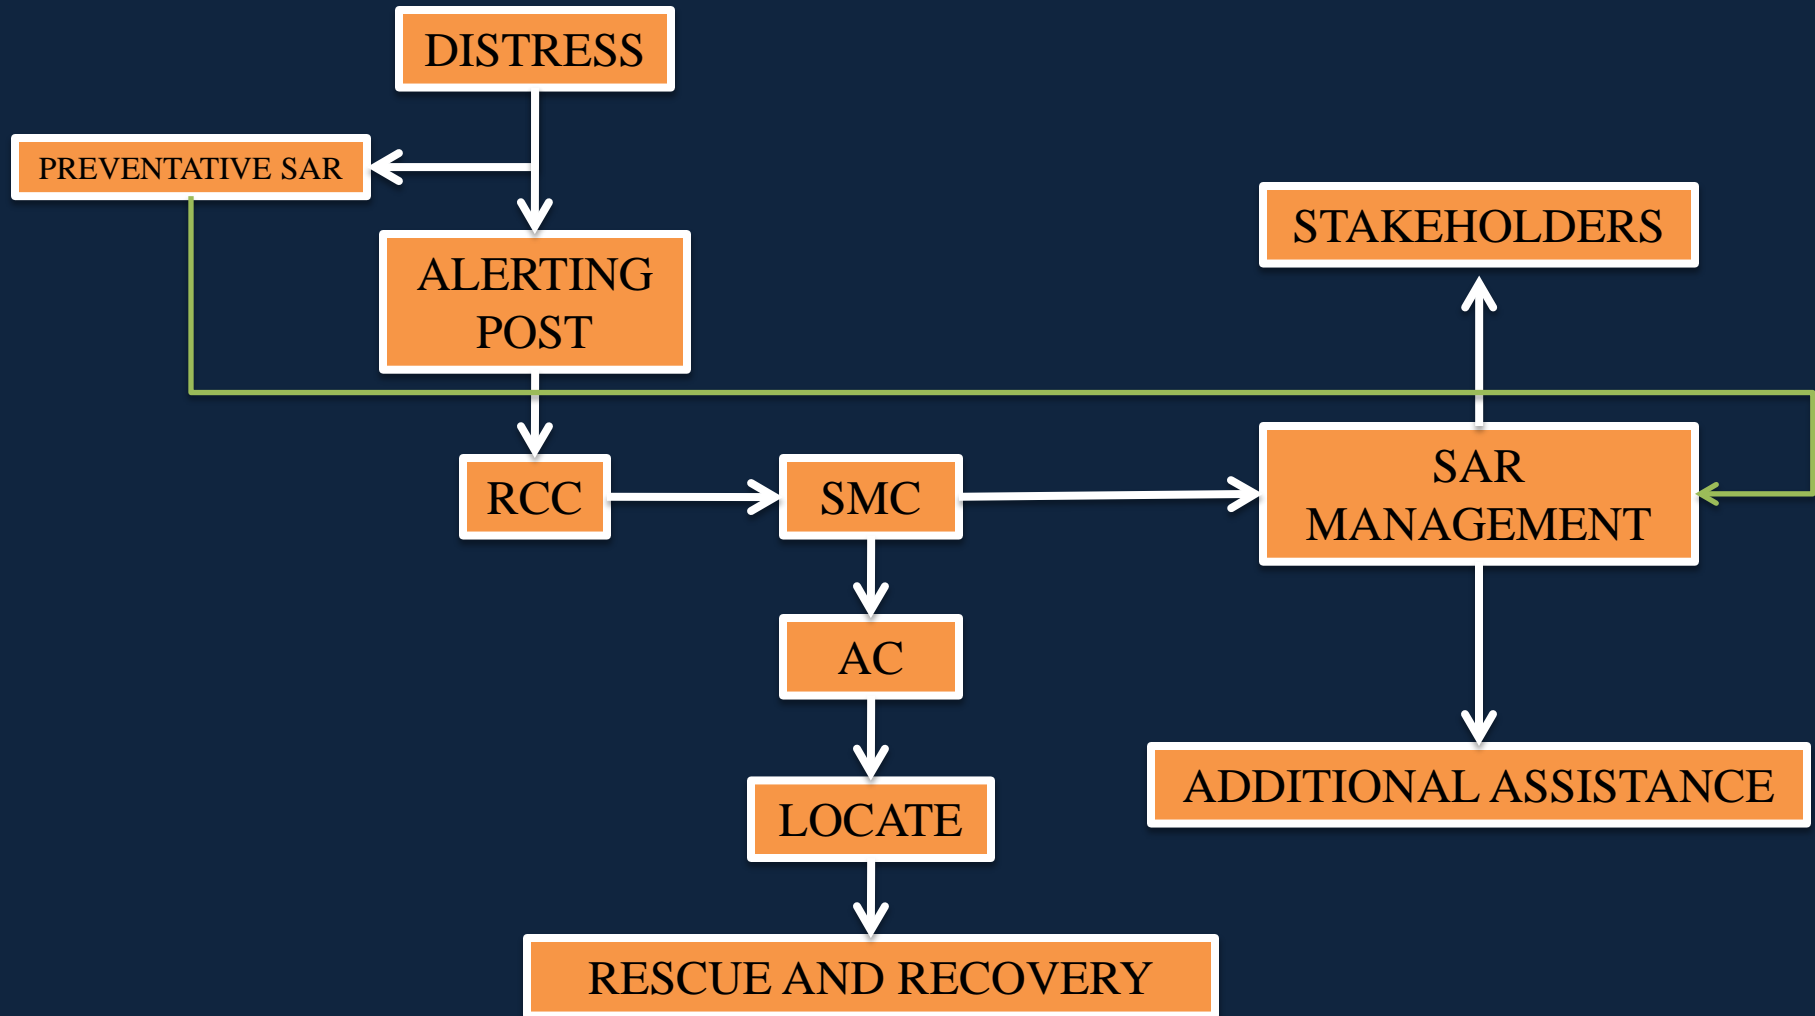 DISTRESS
PREVENTATIVE SAR
ALERTING
POST
STAKEHOLDERS
RCC
SMC
SAR
MANAGEMENT
AC
LOCATE
ADDITIONAL ASSISTANCE
RESCUE AND RECOVERY